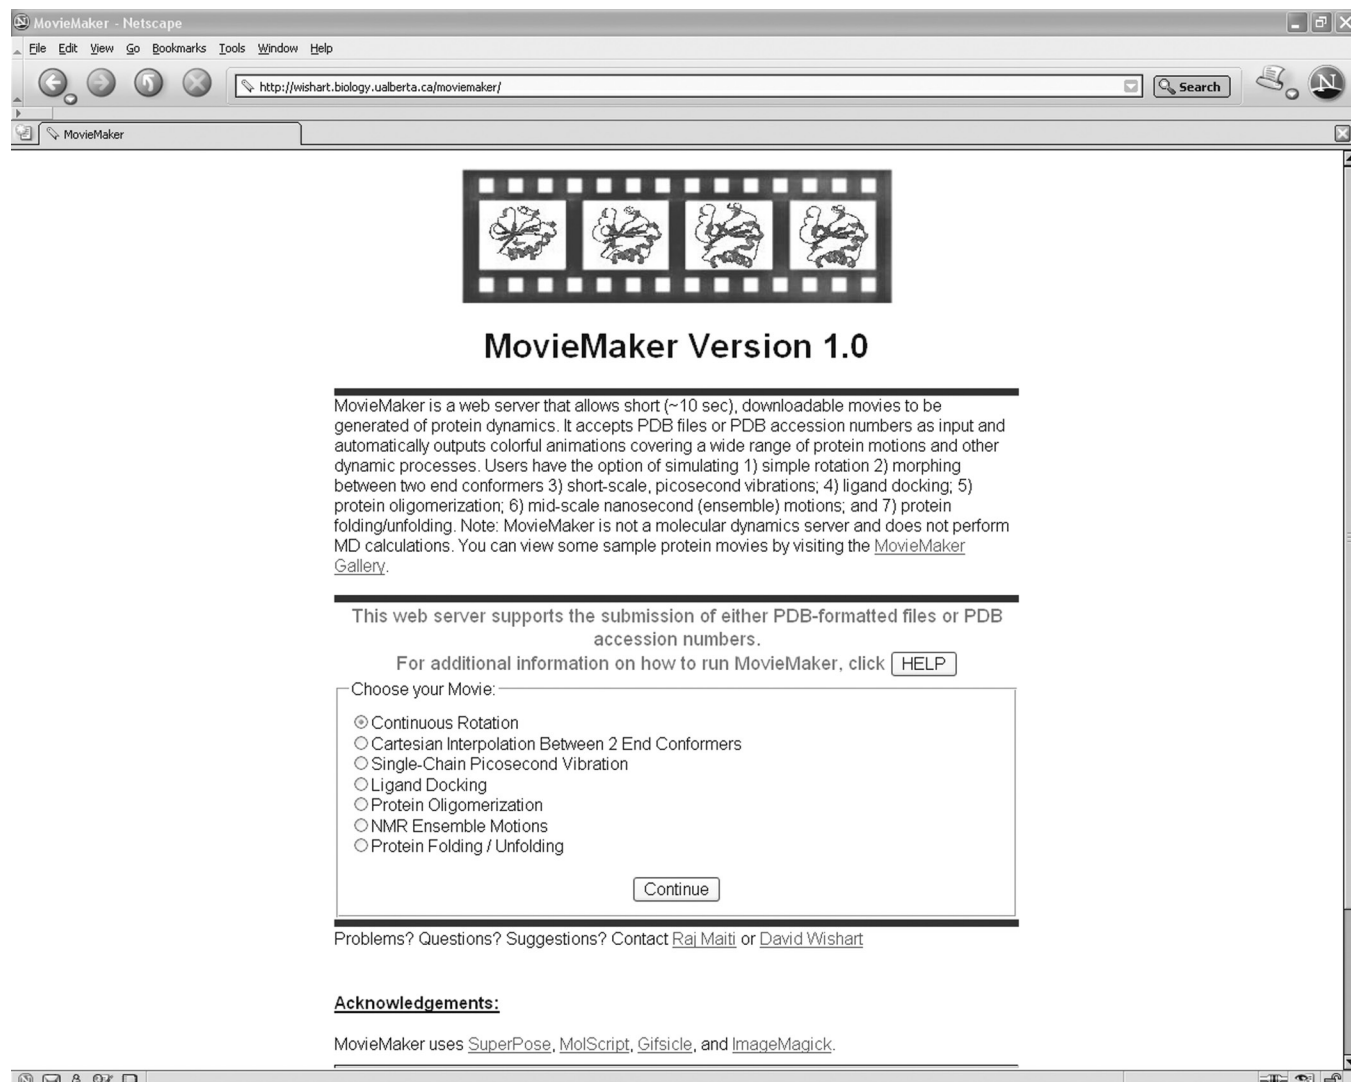 MovieMaker - Netscape
File Edit View Go Bookmarks Tools Window Help
http://wishart.biology.ualberta.ca/moviemaker/ Search N
MovieMaker
MovieMaker Version 1.0
MovieMaker is a web server that allows short (~10 sec), downloadable movies to be
generated of protein dynamics. It accepts PDB files or PDB accession numbers as input and
automatically outputs colorful animations covering a wide range of protein motions and other
dynamic processes. Users have the option of simulating 1) simple rotation 2) morphing
between two end conformers 3) short-scale, picosecond vibrations; 4) ligand docking; 5)
protein oligomerization; 6) mid-scale nanosecond (ensemble) motions; and 7) protein
folding/unfolding. Note: MovieMaker is not a molecular dynamics server and does not perform
MD calculations. You can view some sample protein movies by visiting the MovieMaker
Gallery.
This web server supports the submission of either PDB-formatted files or PDB
accession numbers.
For additional information on how to run MovieMaker, click HELP
Choose your Movie:
Continuous Rotation
Cartesian Interpolation Between 2 End Conformers
Single-Chain Picosecond Vibration
Ligand Docking
Protein Oligomerization
NMR Ensemble Motions
Protein Folding / Unfolding
Continue
Problems? Questions? Suggestions? Contact Raj Maiti or David Wishart
Acknowledgements:
MovieMaker uses SuperPose, MolScript, Gifsicle, and ImageMagick.